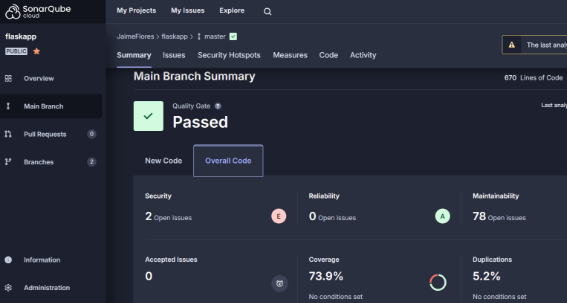 SonarQube
cloud
My Projects
My Issues
Explore
flaskapp
PUBLIC
JaimeFlores > flaskapp > master
The last analy
Summary
Issues
Security Hotspots
Measures
Code
Activity
Overview
Main Branch
Pull Requests
0
Branches
2
Information
Administration
Main Branch Summary
670 Lines of Code
Quality Gate
Passed
Last analy
New Code
Overall Code
Security
2 Open issues
E
Reliability
0 Open issues
A
Maintainability
78 Open issues
Accepted Issues
0
Coverage
73.9%
No conditions set
Duplications
5.2%
No conditions set